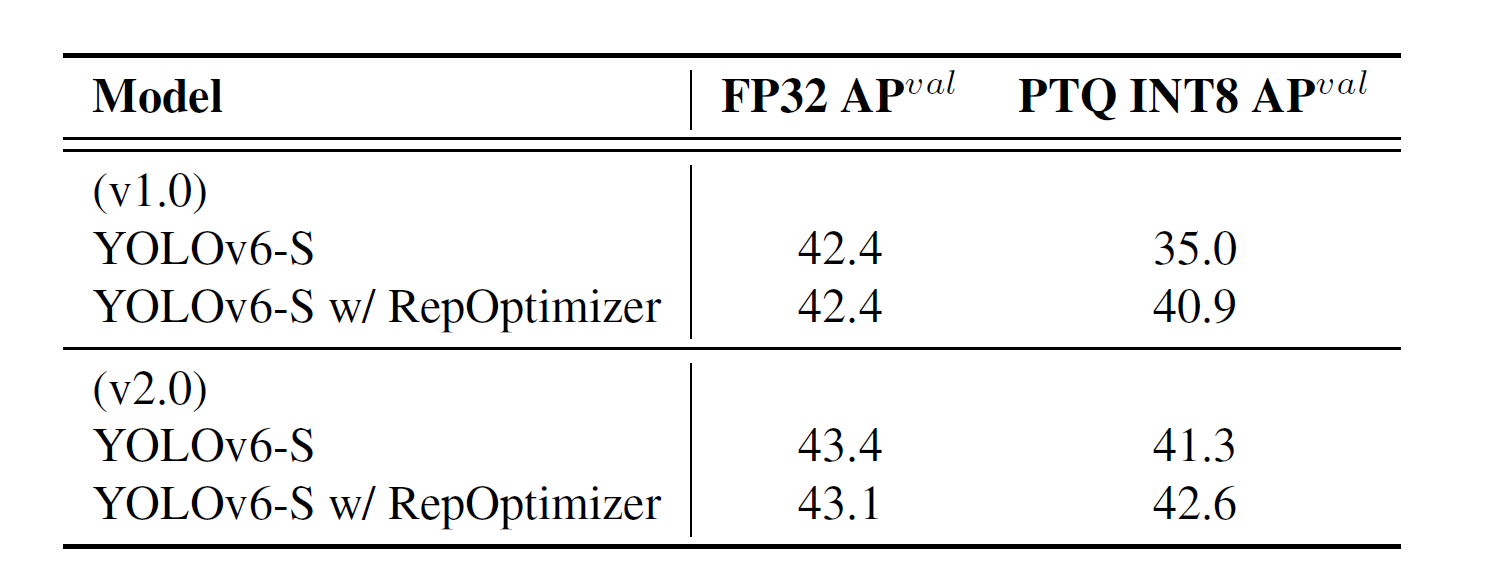 Model FP32 AP^val PTQ INT8 AP^val
(v1.0)
YOLOv6-S 42.4 35.0
YOLOv6-S w/ RepOptimizer 42.4 40.9
(v2.0)
YOLOv6-S 43.4 41.3
YOLOv6-S w/ RepOptimizer 43.1 42.6